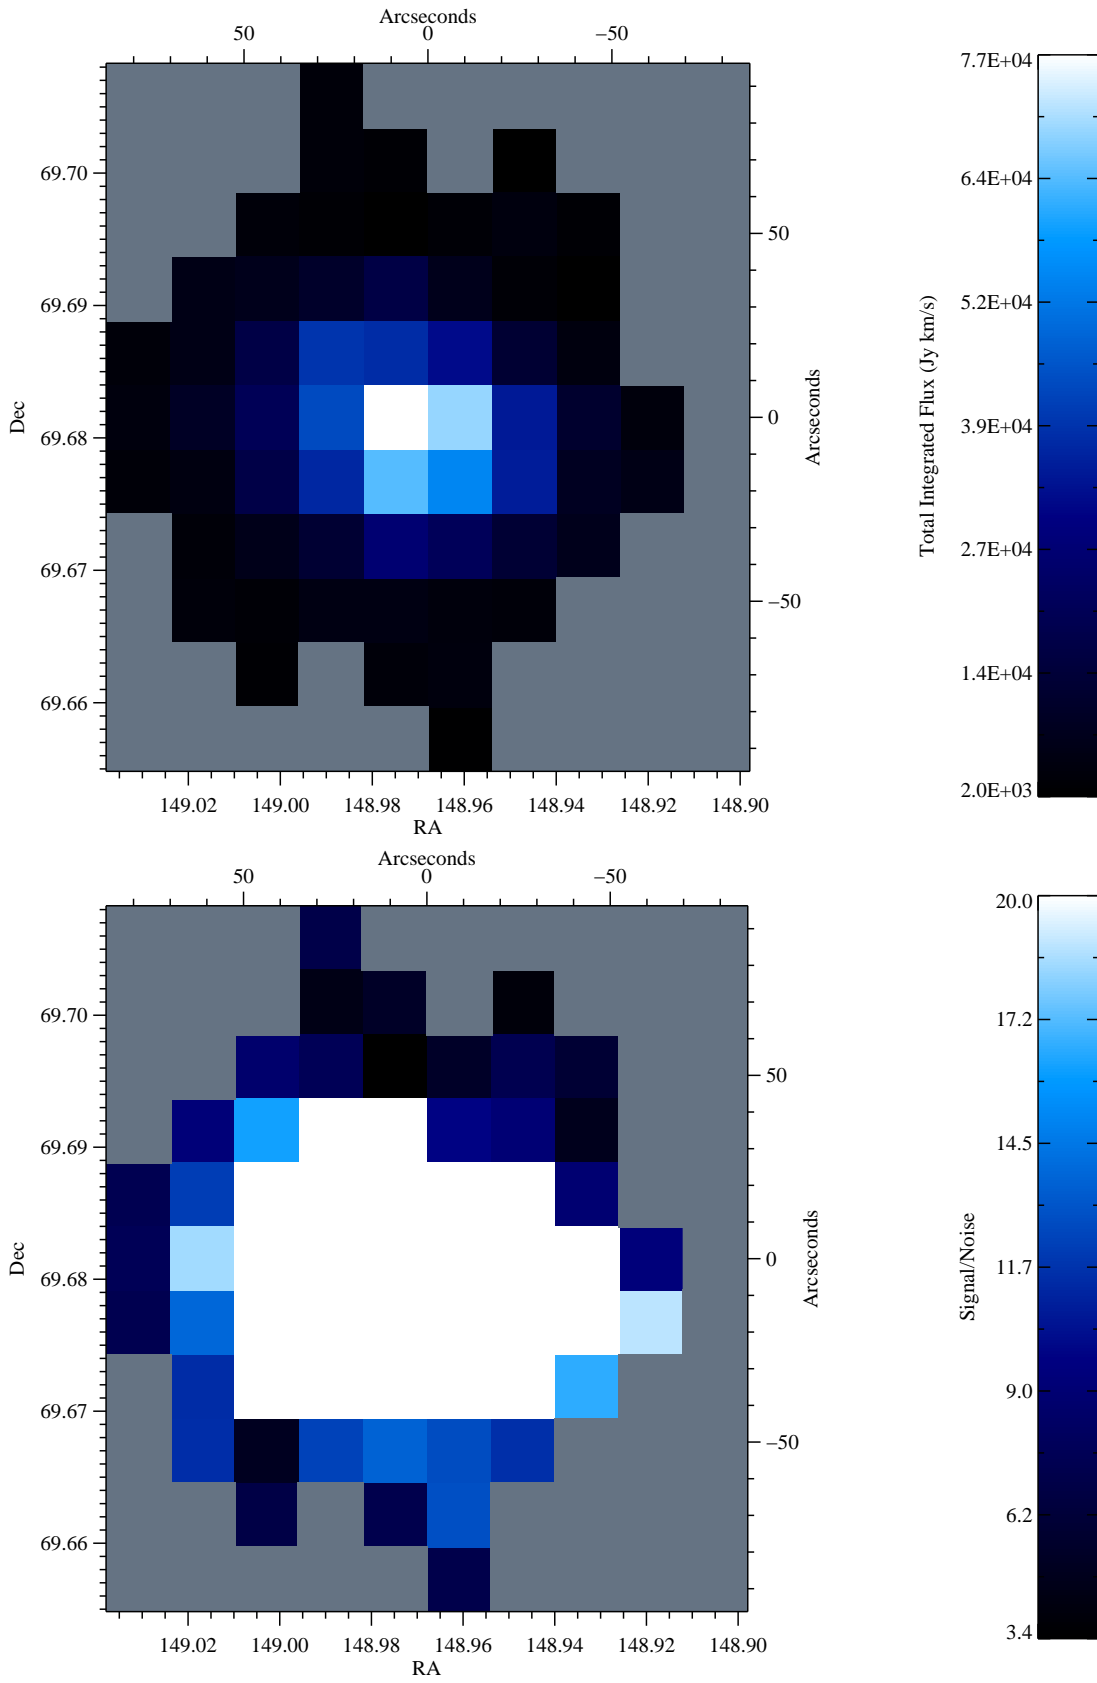 Arcseconds
50 0 −50
7.7E+04
69.70
6.4E+04
50
69.69
5.2E+04
Total Integrated Flux (Jy km/s)
Dec
Arcseconds
0
3.9E+04
69.68
2.7E+04
69.67
−50
1.4E+04
69.66
2.0E+03
149.02 149.00 148.98 148.96 148.94 148.92 148.90
RA
Arcseconds
50 0 −50
20.0
69.70
17.2
50
69.69
14.5
Signal/Noise
Dec
Arcseconds
0
11.7
69.68
9.0
69.67
−50
6.2
69.66
3.4
149.02 149.00 148.98 148.96 148.94 148.92 148.90
RA